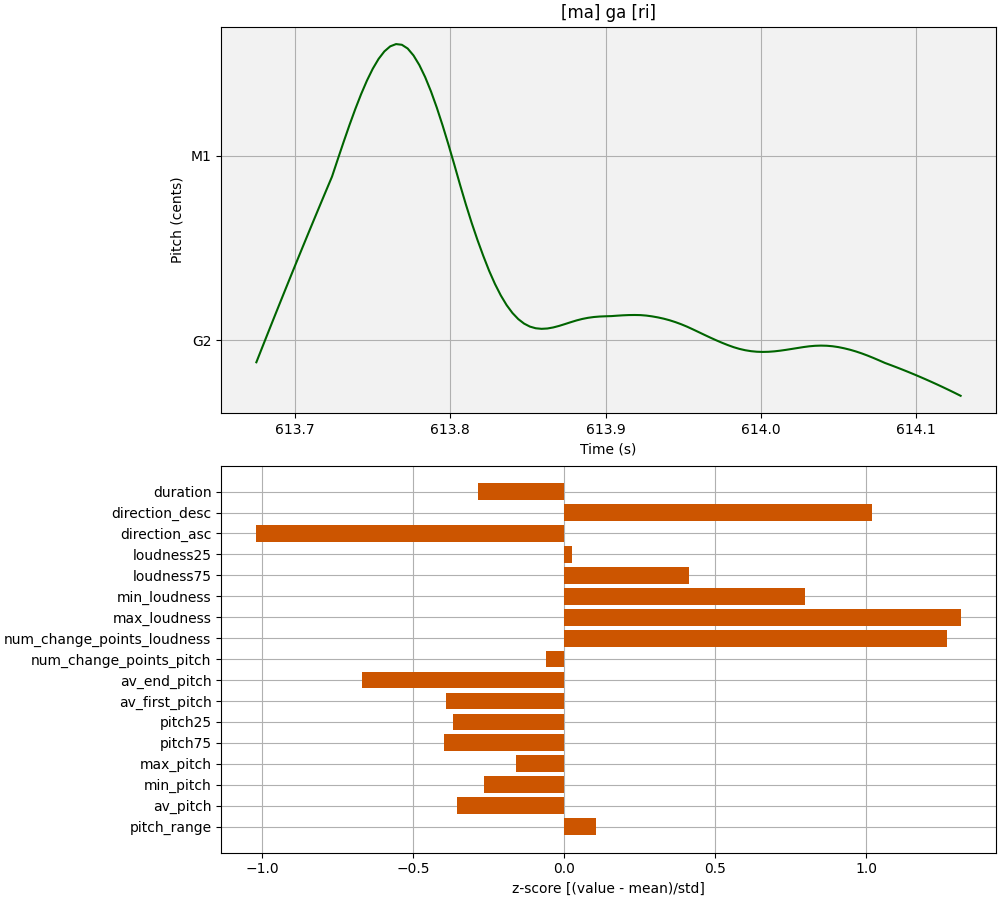 [ma] ga [ri]
M1
G2
Pitch (cents)
613.7 613.8 613.9 614.0 614.1
Time (s)
duration
direction_desc
direction_asc
loudness25
loudness75
min_loudness
max_loudness
num_change_points_loudness
num_change_points_pitch
av_end_pitch
av_first_pitch
pitch25
pitch75
max_pitch
min_pitch
av_pitch
pitch_range
−1.0 −0.5 0.0 0.5 1.0
z-score [(value - mean)/std]